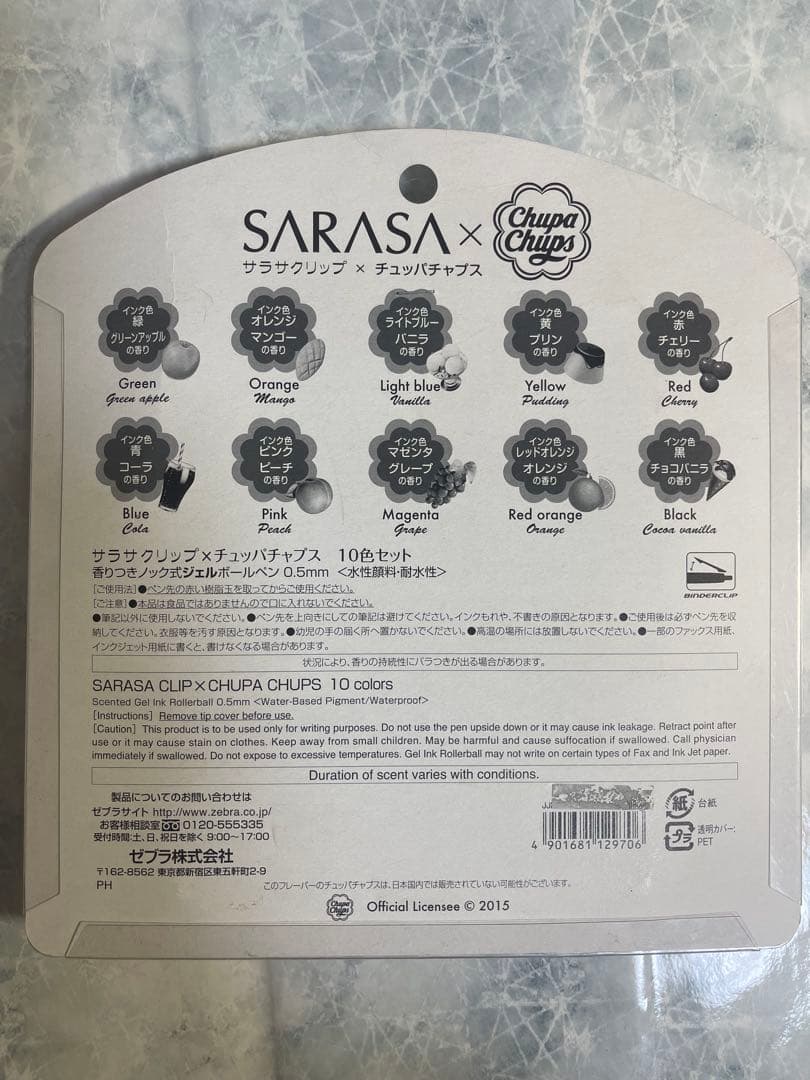 SARASA × Chupa Chups
サラサクリップ × チュッパチャプス
インク色 緑 グリーンアップルの香り
Green
Green apple
インク色 オレンジ マンゴーの香り
Orange
Mango
インク色 ライトブルー バニラの香り
Light blue
Vanilla
インク色 黄 プリンの香り
Yellow
Pudding
インク色 赤 チェリーの香り
Red
Cherry
インク色 青 コーラの香り
Blue
Cola
インク色 ピンク ピーチの香り
Pink
Peach
インク色 マゼンタ グレープの香り
Magenta
Grape
インク色 レッドオレンジ オレンジの香り
Red orange
Orange
インク色 黒 チョコバニラの香り
Black
Cocoa vanilla
サラサクリップ×チュッパチャプス 10色セット
香りつきノック式ジェルボールペン 0.5mm <水性顔料・耐水性>
BINDERCLIP
[ご使用法]●ペン先の赤い樹脂玉を取ってからご使用ください。
[ご注意]●本品は食品ではありませんので口に入れないでください。
●筆記以外に使用しないでください。●ペン先を上向きにしての筆記は避けてください。インクもれや、不書きの原因となります。●ご使用後は必ずペン先を収
納してください。衣服等を汚す原因となります。●幼児の手の届く所へ置かないでください。●高温の場所には放置しないでください。●一部のファックス用紙、
インクジェット用紙に書くと、書けなくなる場合があります。
状況により、香りの持続性にバラつきが出る場合があります。
SARASA CLIP×CHUPA CHUPS 10 colors
Scented Gel Ink Rollerball 0.5mm <Water-Based Pigment/Waterproof>
[Instructions] Remove tip cover before use.
[Caution] This product is to be used only for writing purposes. Do not use the pen upside down or it may cause ink leakage. Retract point after
use or it may cause stain on clothes. Keep away from small children. May be harmful and cause suffocation if swallowed. Call physician
immediately if swallowed. Do not expose to excessive temperatures. Gel Ink Rollerball may not write on certain types of Fax and Ink Jet paper.
Duration of scent varies with conditions.
製品についてのお問い合わせは
ゼブラサイト http://www.zebra.co.jp/
お客様相談室 0120-555335
受付時間:土、日、祝日を除く 9:00~17:00
ゼブラ株式会社
〒162-8562 東京都新宿区東五軒町2-9
PH
4 901681 129706
紙 台紙
プラ 透明カバー:
PET
このフレーバーのチュッパチャプスは、日本国内では販売されていない可能性がございます。
Chupa Chups Official Licensee © 2015